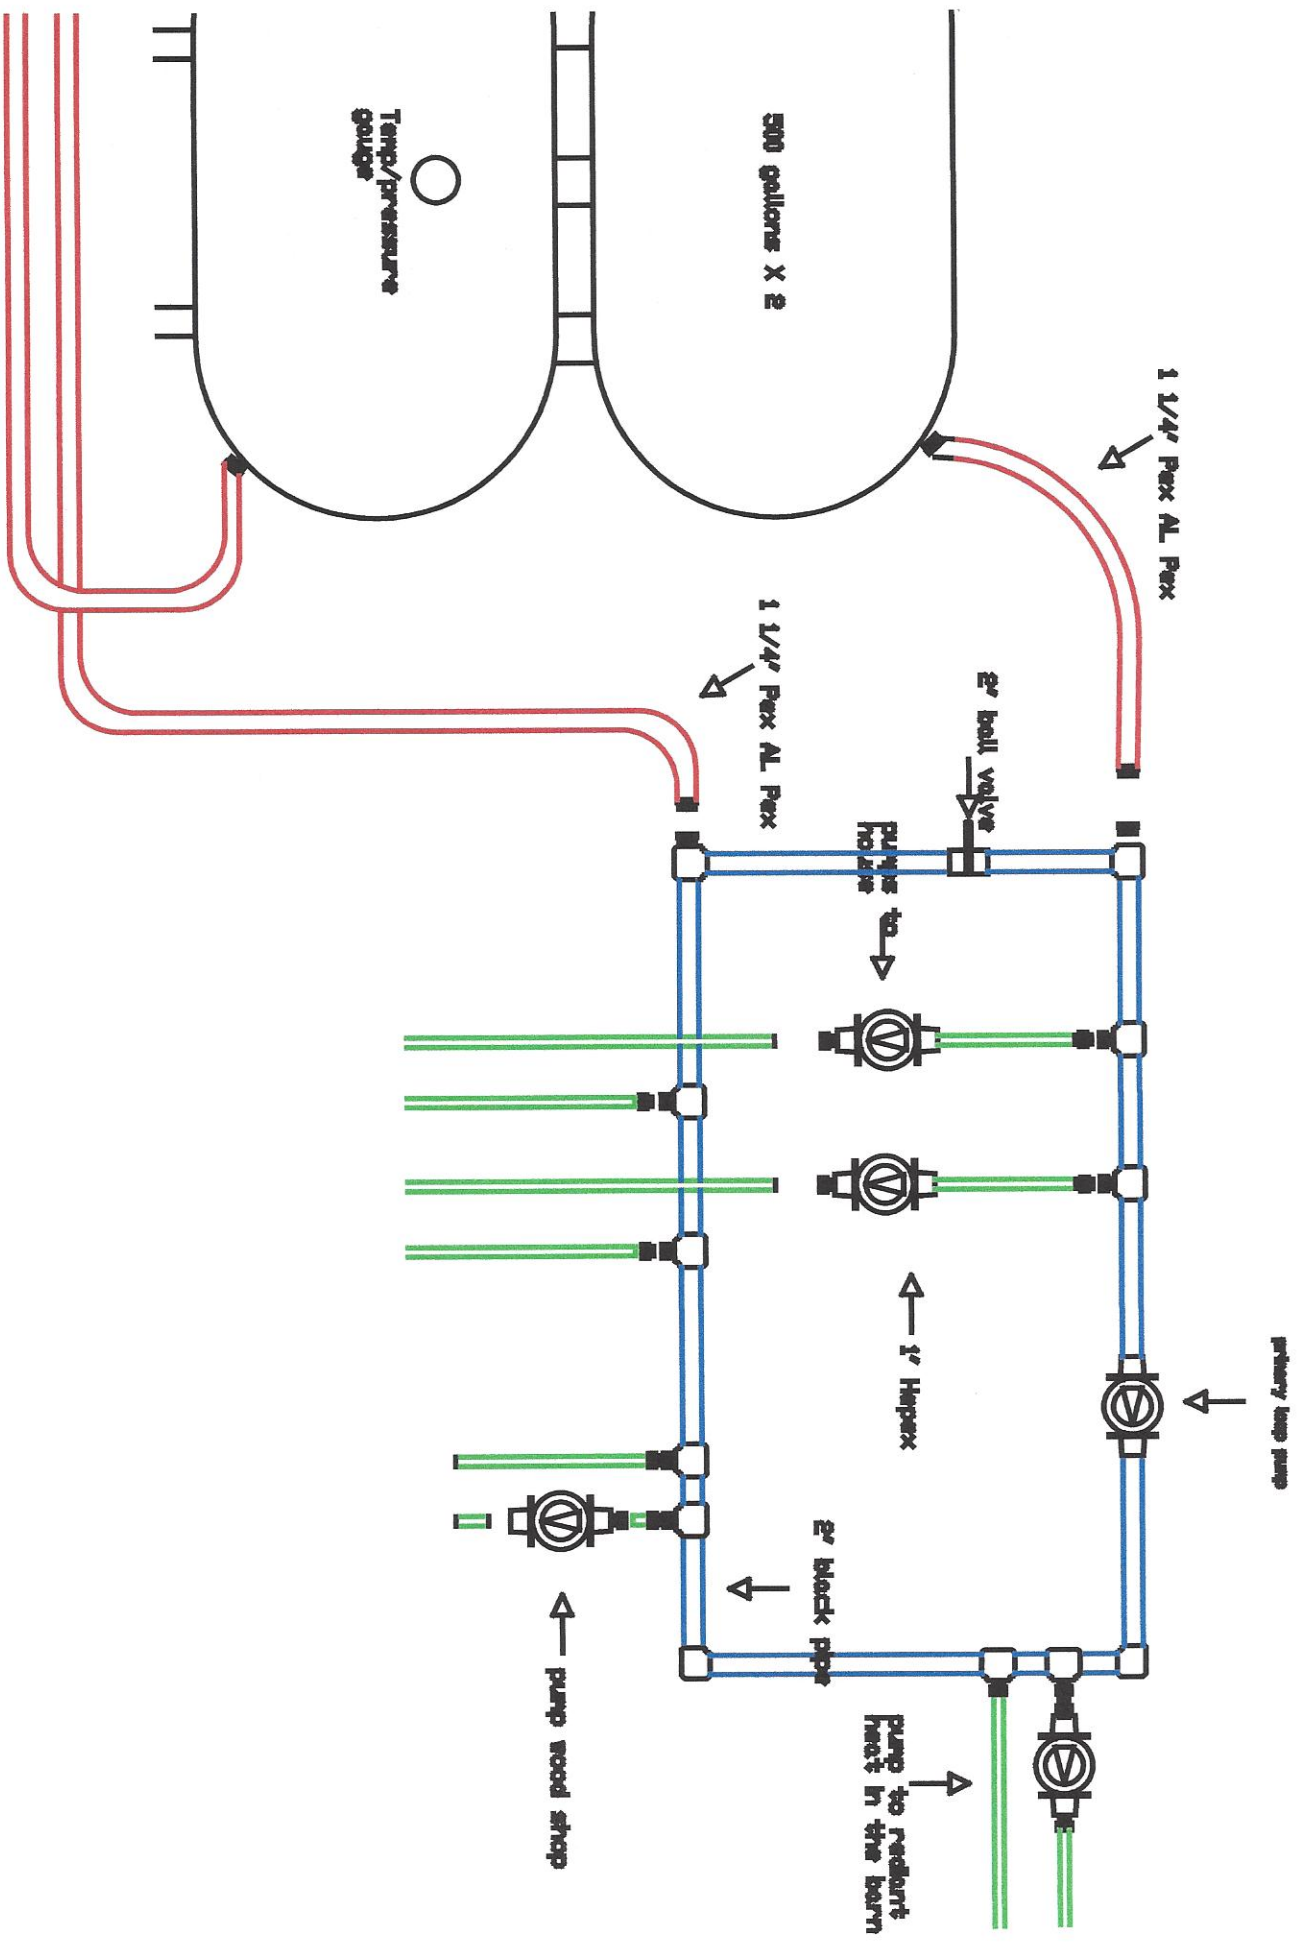 1 1/4" Pex AL Pex
500 gallons X 2
Temp/pressure
gauge
1 1/4" Pex AL Pex
2" ball valve
pumps to
house
primary loop pump
1" Hepex
2" black pipe
pump to radiant
heat in the barn
pump wood shop